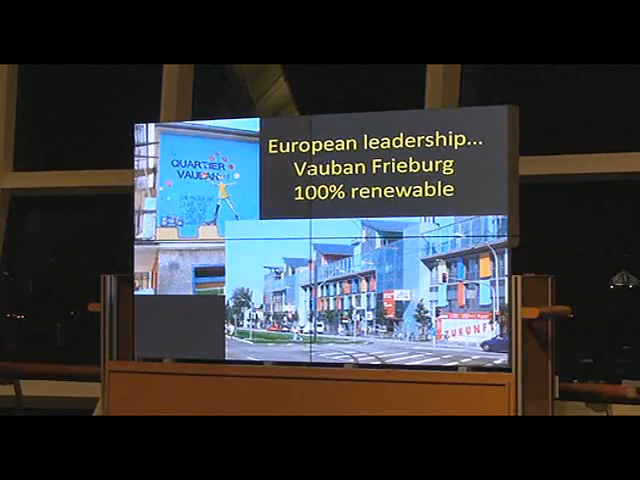 European leadership...
Vauban Frieburg
100% renewable
QUARTIER
VAUBAN
ZUKUNFT